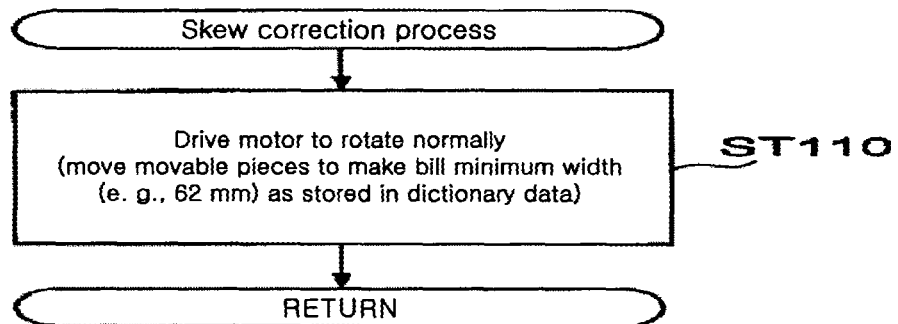 Skew correction process
Drive motor to rotate normally
(move movable pieces to make bill minimum width
(e. g., 62 mm) as stored in dictionary data)
ST110
RETURN